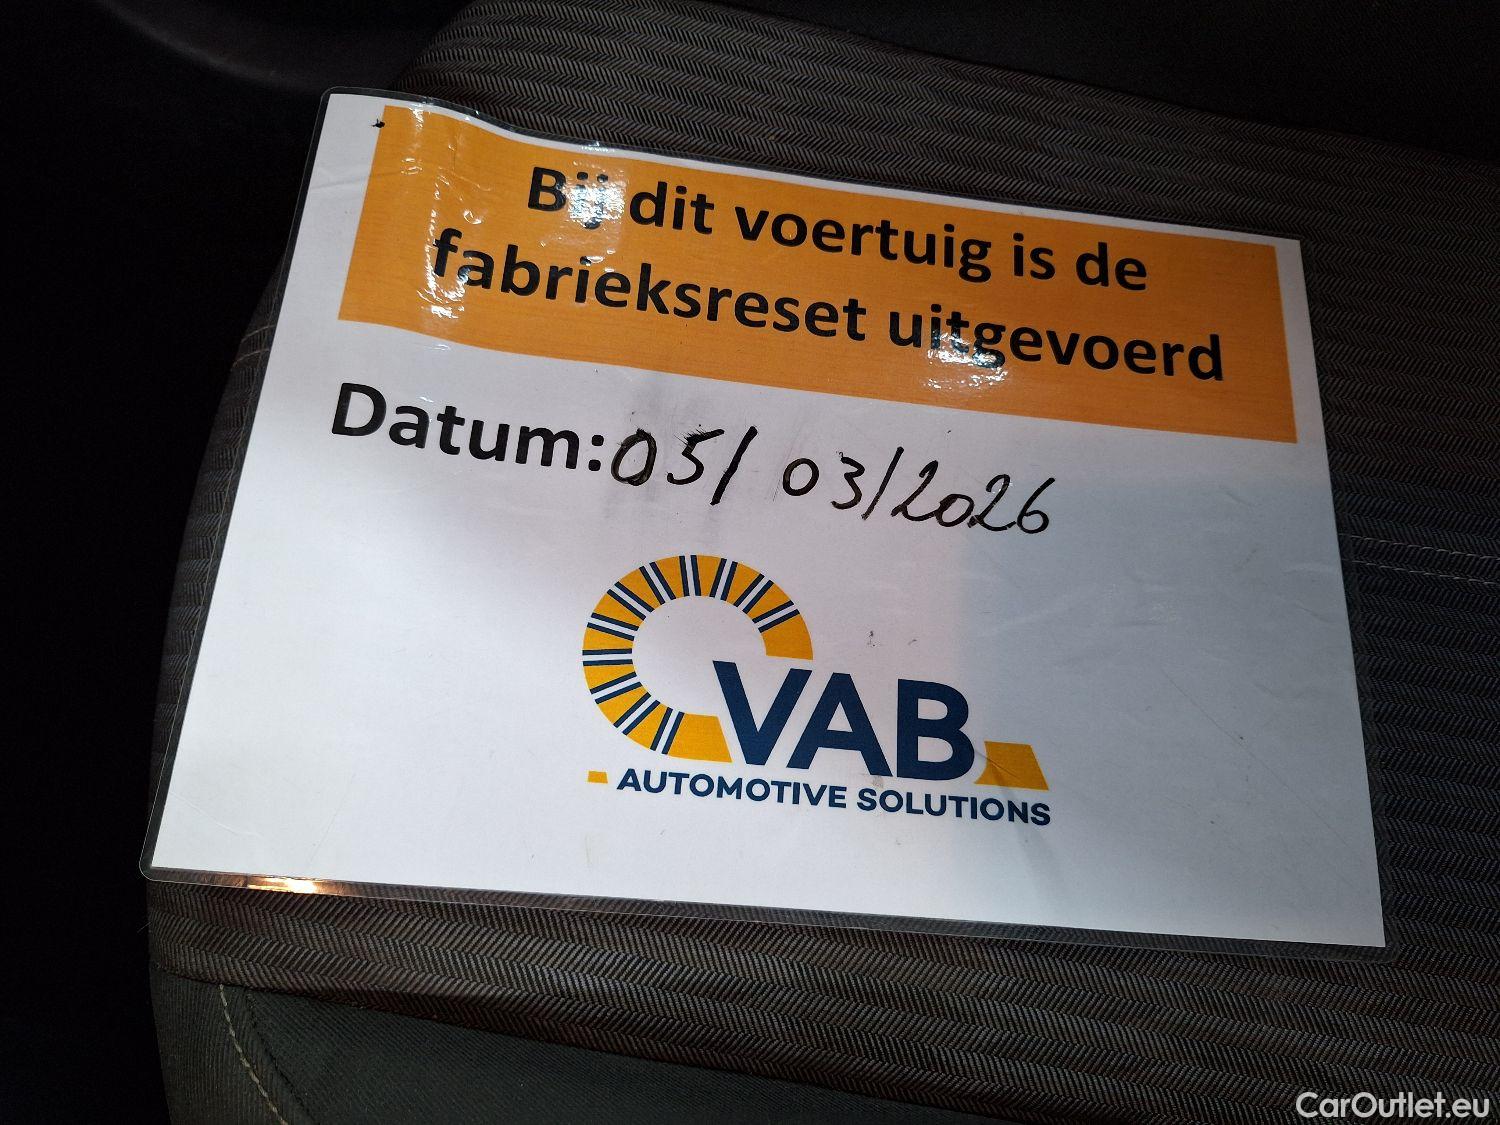 Bij dit voertuig is de
fabrieksreset uitgevoerd
Datum: 05/03/2026
VAB
AUTOMOTIVE SOLUTIONS
CarOutlet.eu